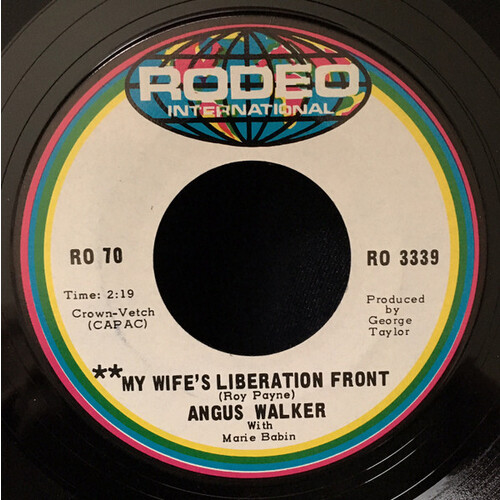 RODEO
INTERNATIONAL
RO 70
RO 3339
Time: 2:19
Crown-Vetch
(CAPAC)
Produced
by
George
Taylor
**MY WIFE'S LIBERATION FRONT
(Roy Payne)
ANGUS WALKER
With
Marie Babin